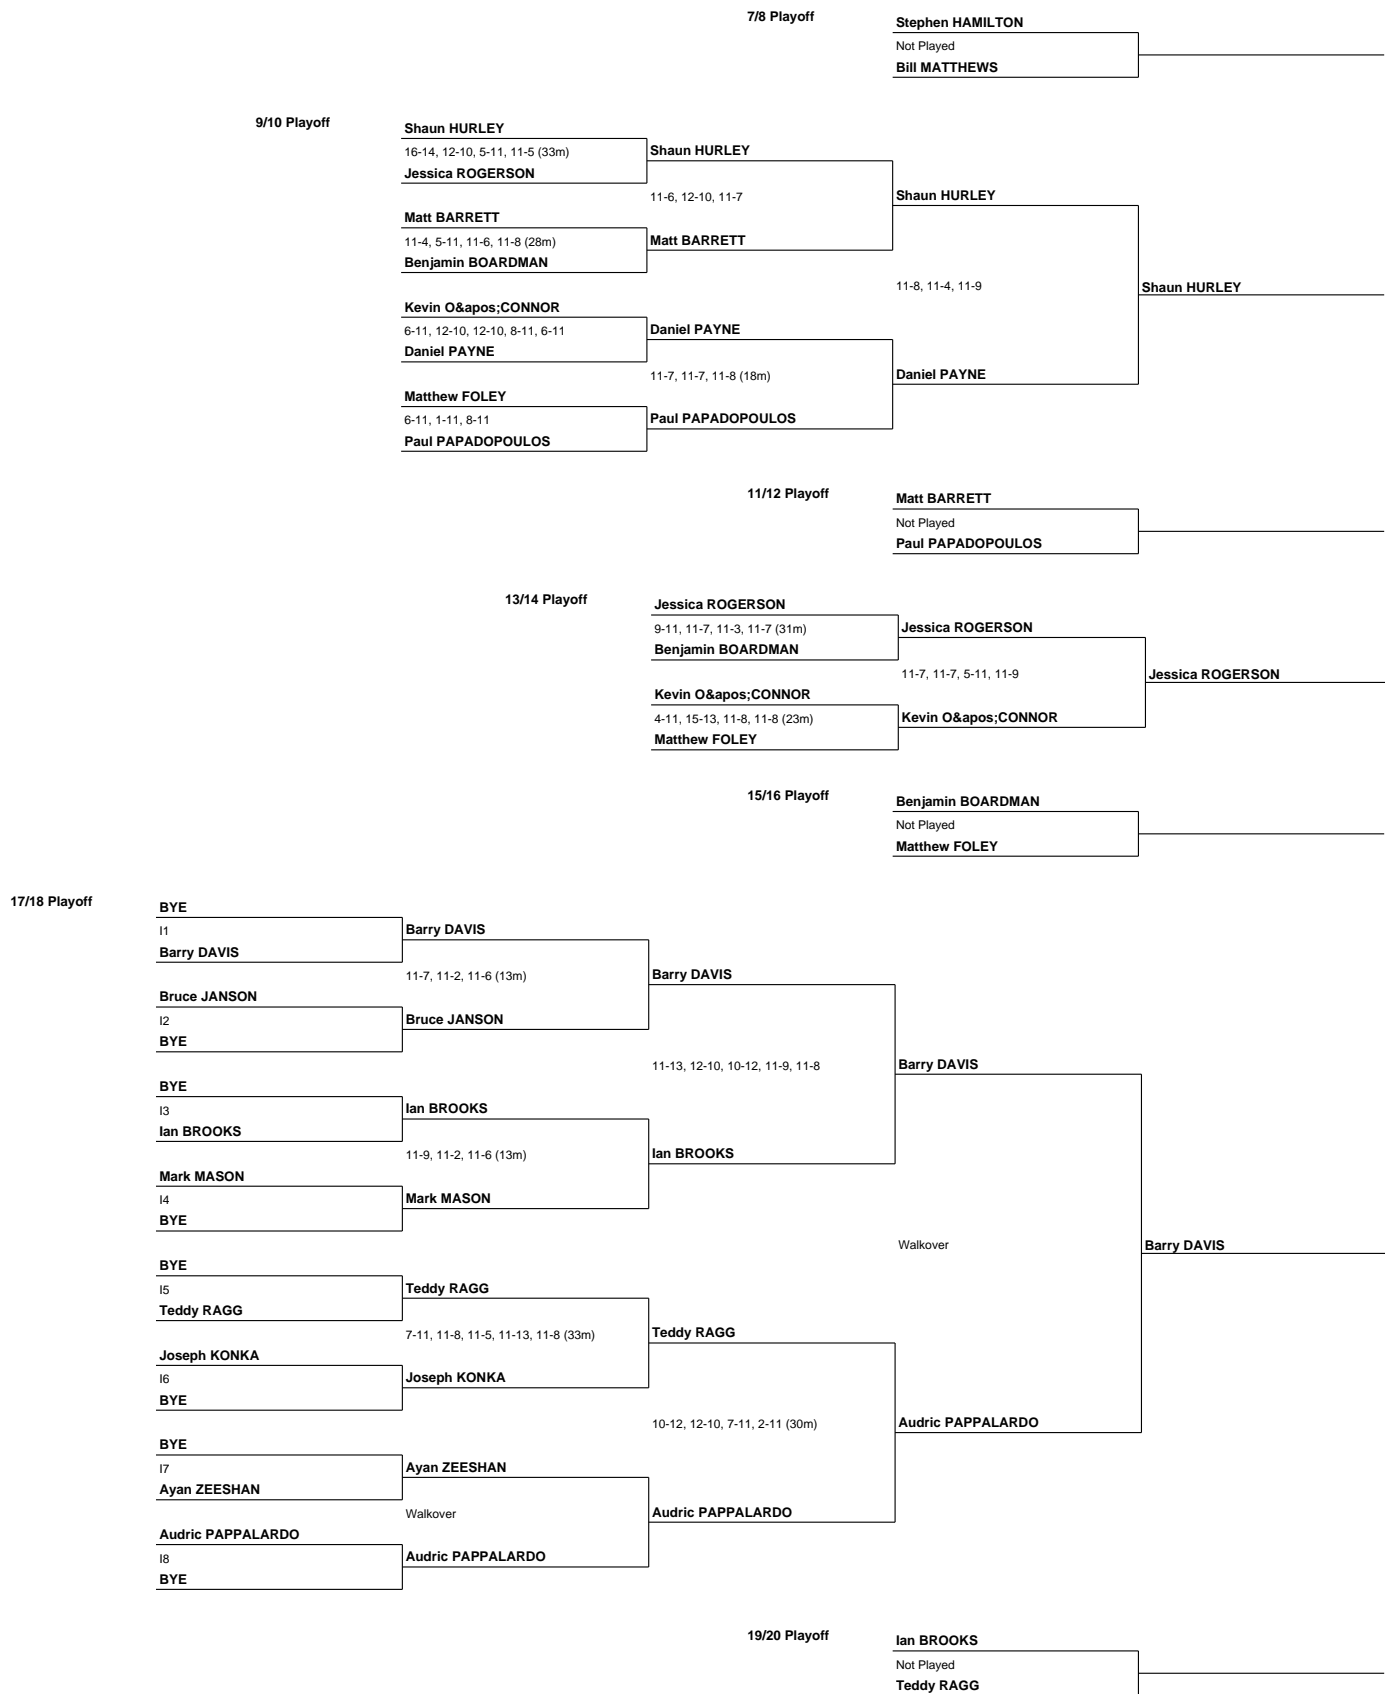 7/8 Playoff
Stephen HAMILTON
Not Played
Bill MATTHEWS
9/10 Playoff
Shaun HURLEY
16-14, 12-10, 5-11, 11-5 (33m)
Jessica ROGERSON
Shaun HURLEY
11-6, 12-10, 11-7
Shaun HURLEY
Matt BARRETT
11-4, 5-11, 11-6, 11-8 (28m)
Benjamin BOARDMAN
Matt BARRETT
11-8, 11-4, 11-9
Shaun HURLEY
Kevin O&apos;CONNOR
6-11, 12-10, 12-10, 8-11, 6-11
Daniel PAYNE
Daniel PAYNE
11-7, 11-7, 11-8 (18m)
Daniel PAYNE
Matthew FOLEY
6-11, 1-11, 8-11
Paul PAPADOPOULOS
Paul PAPADOPOULOS
11/12 Playoff
Matt BARRETT
Not Played
Paul PAPADOPOULOS
13/14 Playoff
Jessica ROGERSON
9-11, 11-7, 11-3, 11-7 (31m)
Benjamin BOARDMAN
Jessica ROGERSON
11-7, 11-7, 5-11, 11-9
Jessica ROGERSON
Kevin O&apos;CONNOR
4-11, 15-13, 11-8, 11-8 (23m)
Matthew FOLEY
Kevin O&apos;CONNOR
15/16 Playoff
Benjamin BOARDMAN
Not Played
Matthew FOLEY
17/18 Playoff
BYE
I1
Barry DAVIS
Barry DAVIS
11-7, 11-2, 11-6 (13m)
Barry DAVIS
Bruce JANSON
I2
BYE
Bruce JANSON
11-13, 12-10, 10-12, 11-9, 11-8
Barry DAVIS
BYE
I3
Ian BROOKS
Ian BROOKS
11-9, 11-2, 11-6 (13m)
Ian BROOKS
Mark MASON
I4
BYE
Mark MASON
Walkover
Barry DAVIS
BYE
I5
Teddy RAGG
Teddy RAGG
7-11, 11-8, 11-5, 11-13, 11-8 (33m)
Teddy RAGG
Joseph KONKA
I6
BYE
Joseph KONKA
10-12, 12-10, 7-11, 2-11 (30m)
Audric PAPPALARDO
BYE
I7
Ayan ZEESHAN
Ayan ZEESHAN
Walkover
Audric PAPPALARDO
Audric PAPPALARDO
I8
BYE
Audric PAPPALARDO
19/20 Playoff
Ian BROOKS
Not Played
Teddy RAGG